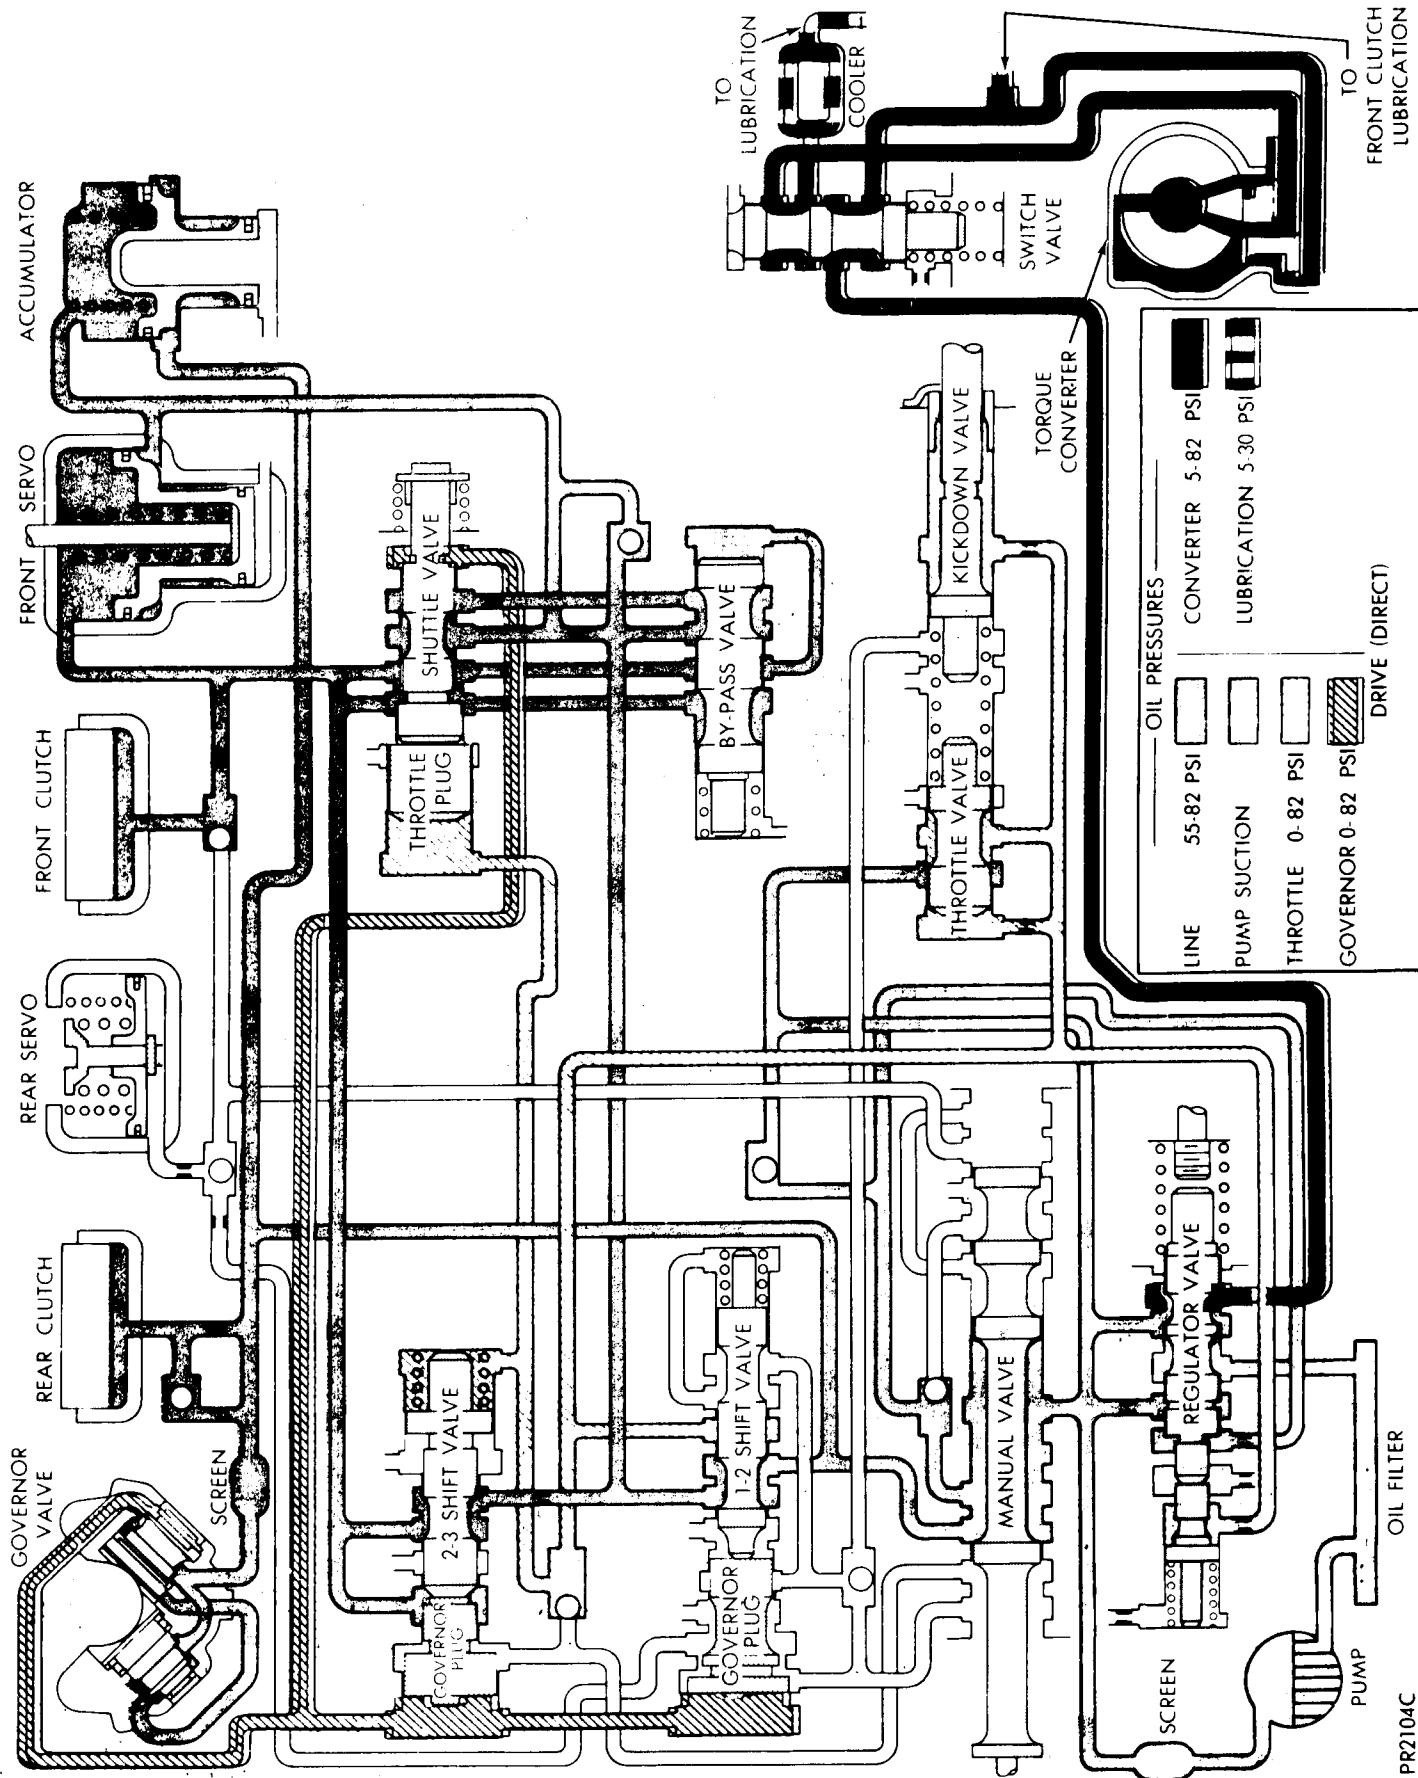 GOVERNOR
VALVE
REAR CLUTCH
REAR SERVO
FRONT CLUTCH
FRONT SERVO
ACCUMULATOR
SCREEN
GOVERNOR
PLUG
2-3 SHIFT VALVE
THROTTLE
PLUG
SHUTTLE VALVE
GOVERNOR
PLUG
1-2 SHIFT VALVE
BY-PASS VALVE
TO
LUBRICATION
COOLER
MANUAL VALVE
THROTTLE VALVE
KICKDOWN VALVE
SWITCH
VALVE
TORQUE
CONVERTER
TO
FRONT CLUTCH
LUBRICATION
SCREEN
REGULATOR VALVE
PUMP
OIL FILTER
OIL PRESSURES
LINE 55-82 PSI
CONVERTER 5-82 PSI
PUMP SUCTION
LUBRICATION 5-30 PSI
THROTTLE 0-82 PSI
GOVERNOR 0-82 PSI
DRIVE (DIRECT)
PR2104C